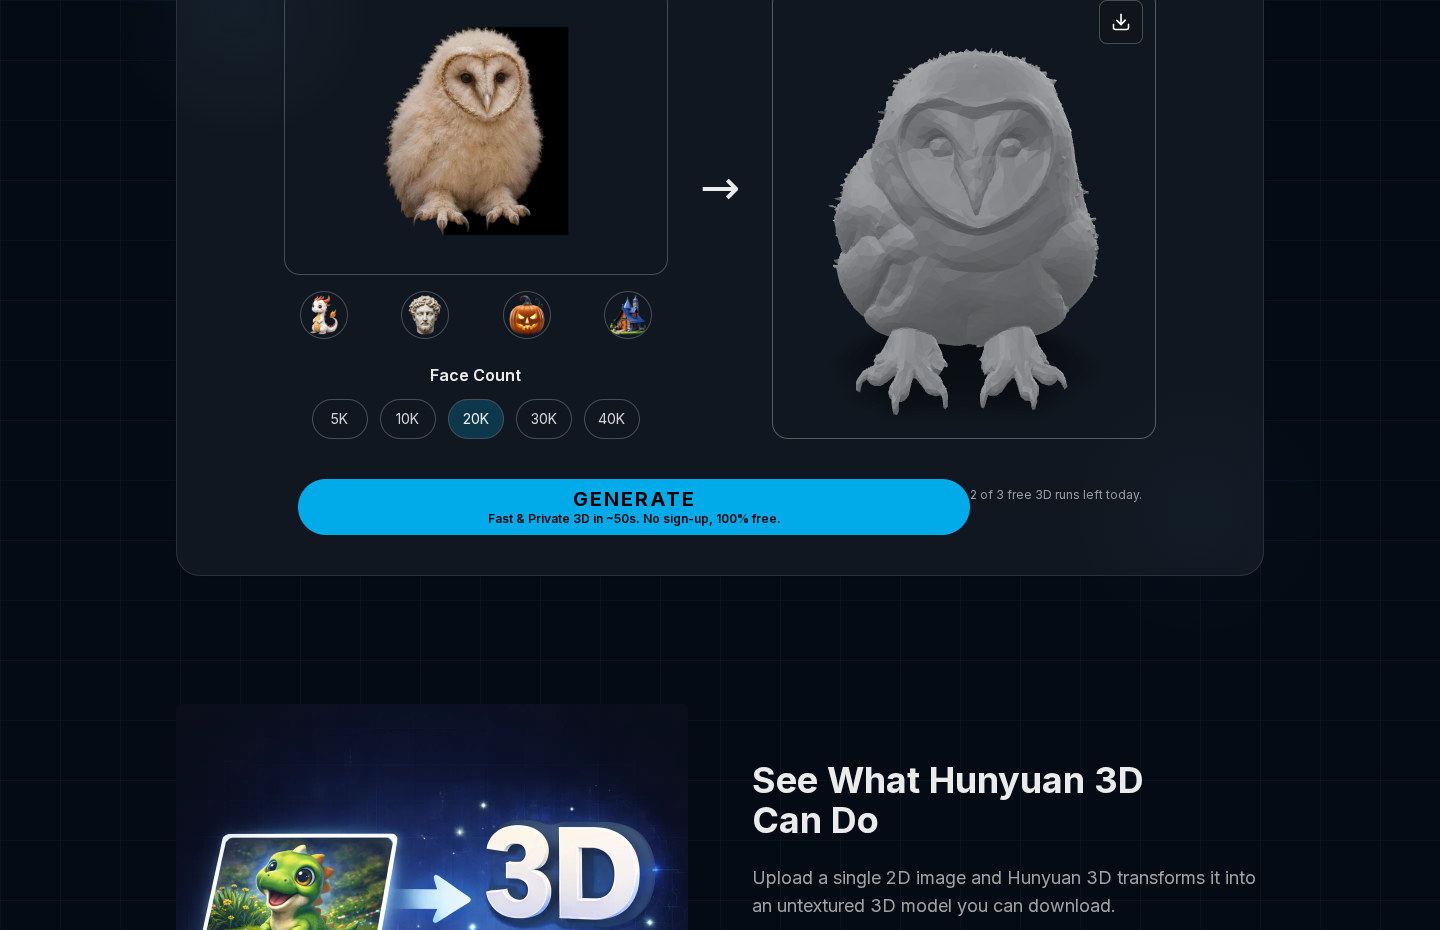 Face Count
5K
10K
20K
30K
40K
GENERATE
Fast & Private 3D in ~50s. No sign-up, 100% free.
2 of 3 free 3D runs left today.
3D
See What Hunyuan 3D
Can Do
Upload a single 2D image and Hunyuan 3D transforms it into
an untextured 3D model you can download.